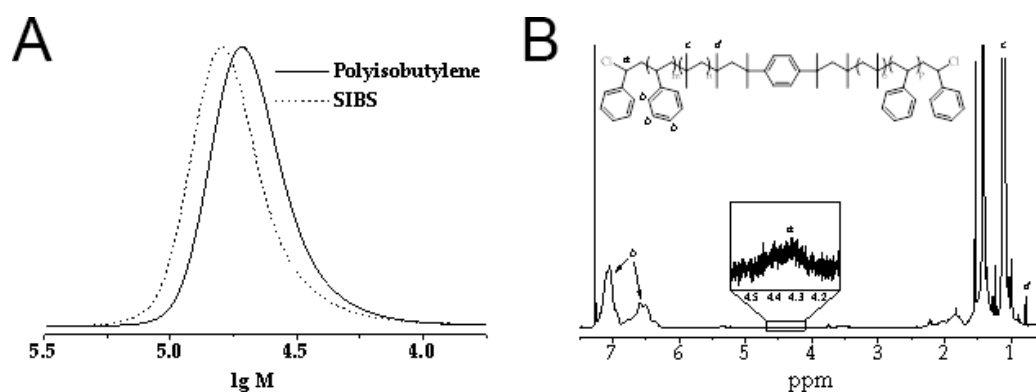 A
Polyisobutylene
SIBS
5.5 5.0 4.5 4.0
lg M
B
c d c
Cl a Cl
n n
b
b b
a
b
4.5 4.4 4.3 4.2
d
7 6 5 4 3 2 1
ppm